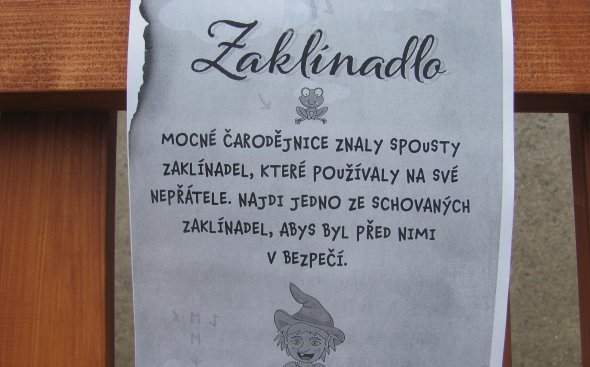 Zaklínadlo
MOCNÉ ČARODĚJNICE ZNALY SPOUSTY
ZAKLÍNADEL, KTERÉ POUŽÍVALY NA SVÉ
NEPŘÁTELE. NAJDI JEDNO ZE SCHOVANÝCH
ZAKLÍNADEL, ABYS BYL PŘED NIMI
V BEZPEČÍ.